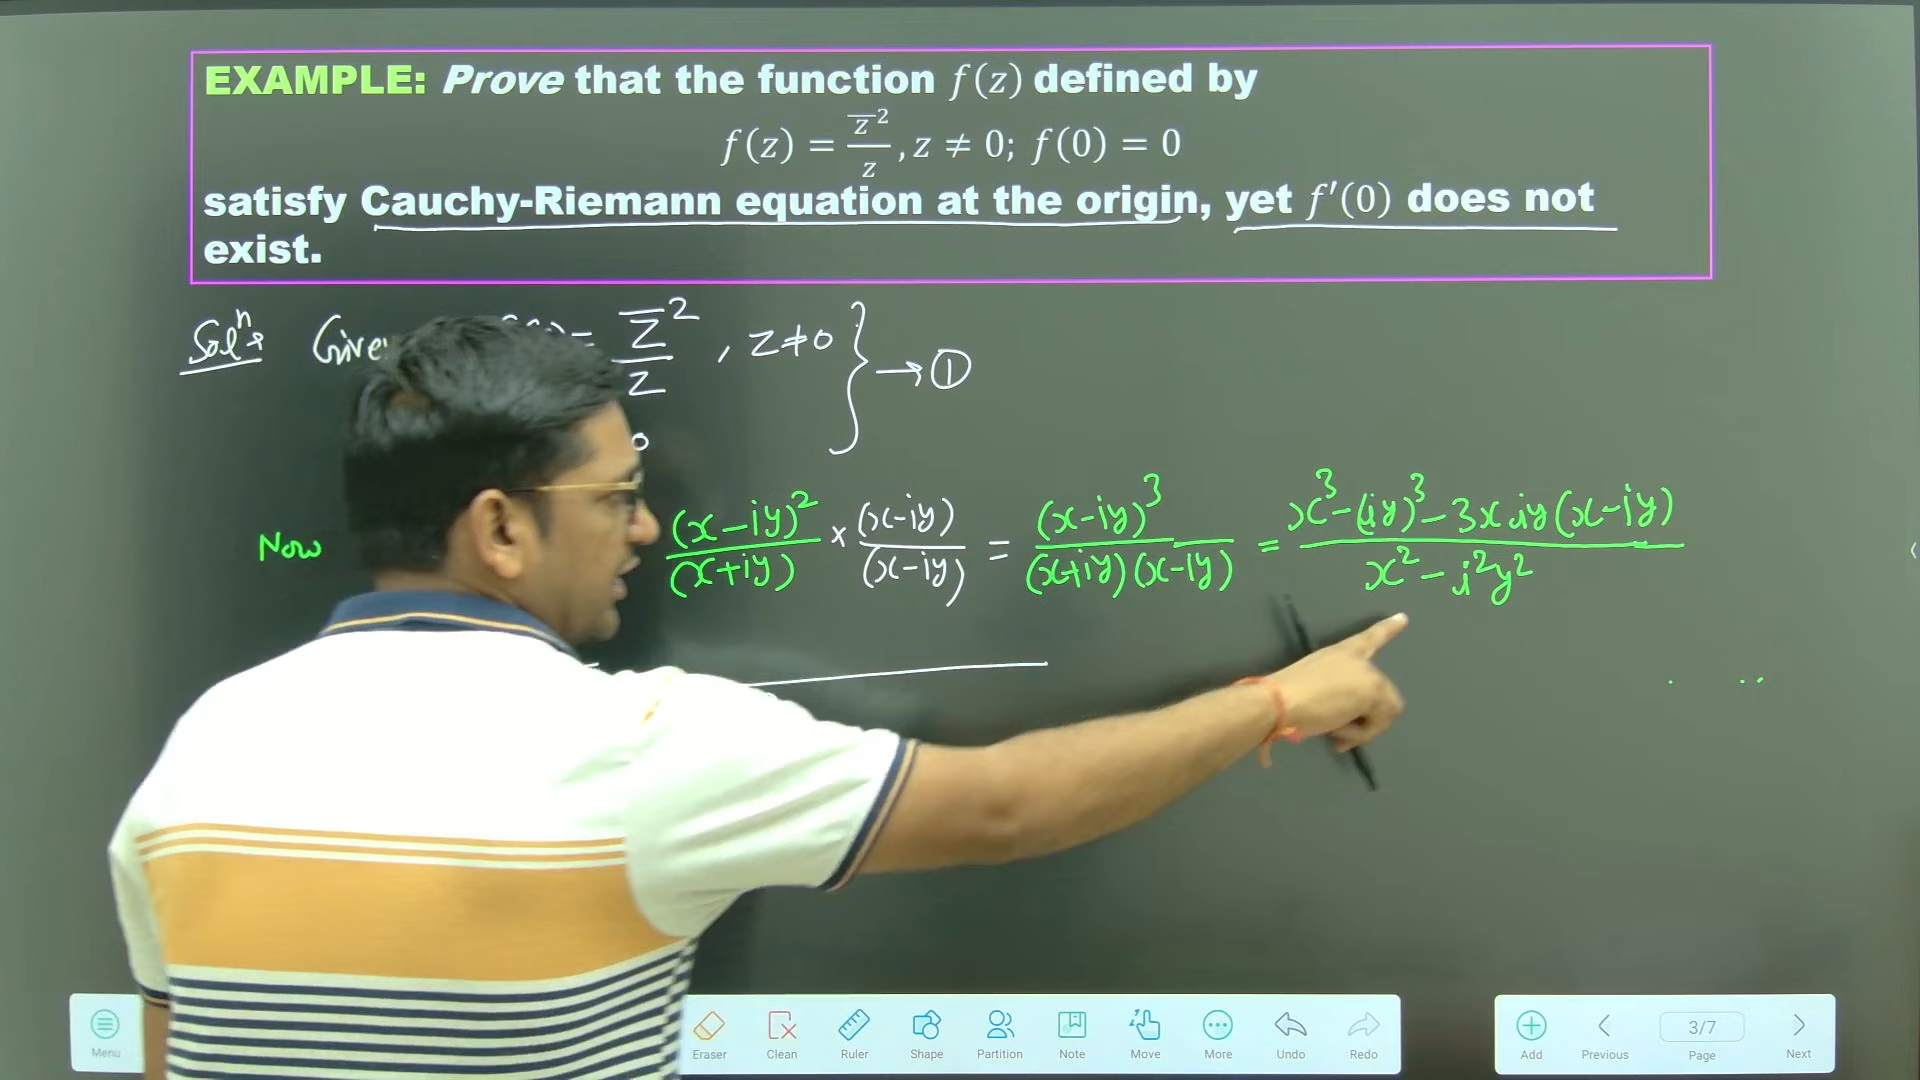 EXAMPLE: Prove that the function f(z) defined by
f(z) = z̅²/z, z ≠ 0; f(0) = 0
satisfy Cauchy-Riemann equation at the origin, yet f′(0) does not
exist.
Solⁿ: Given = z̅²/z , z≠0 } → ①
0
Now (x-iy)²/(x+iy) × (x-iy)/(x-iy) = (x-iy)³/(x+iy)(x-iy) = x³-(iy)³-3x.iy(x-iy)/x²-i²y²
Menu Eraser Clean Ruler Shape Partition Note Move More Undo Redo Add Previous 3/7 Page Next